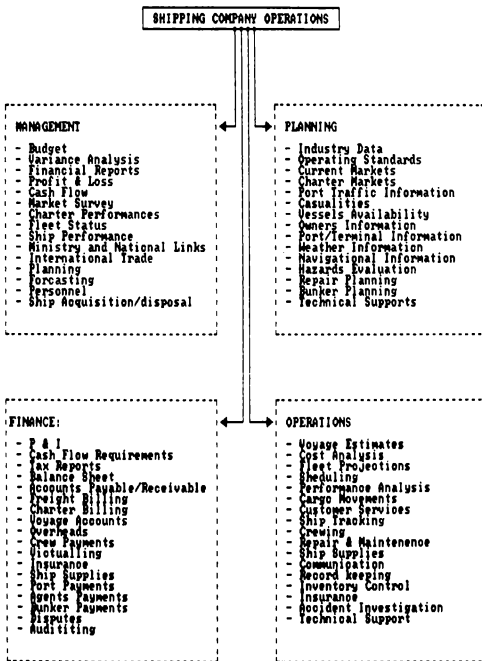 SHIPPING COMPANY OPERATIONS
MANAGEMENT
- Budget
- Variance Analysis
- Financial Reports
- Profit & Loss
- Cash Flow
- Market Survey
- Charter Performances
- Fleet Status
- Ship Performance
- Ministry and National Links
- International Trade
- Planning
- Forcasting
- Personnel
- Ship Acquisition/disposal
PLANNING
- Industry Data
- Operating Standards
- Current Markets
- Charter Markets
- Port Traffic Information
- Casualities
- Vessels Availability
- Owners Information
- Port/Terminal Information
- Weather Information
- Navigational Information
- Hazards Evaluation
- Repair Planning
- Bunker Planning
- Technical Supports
FINANCE:
- P & I
- Cash Flow Requirements
- Tax Reports
- Balance Sheet
- Accounts Payable/Receivable
- Freight Billing
- Charter Billing
- Voyage Accounts
- Overheads
- Crew Payments
- Victualling
- Insurance
- Ship Supplies
- Port Payments
- Agents Payments
- Bunker Payments
- Disputes
- Audititing
OPERATIONS
- Voyage Estimates
- Cost Analysis
- Fleet Projections
- Sheduling
- Performance Analysis
- Cargo Movements
- Customer Services
- Ship Tracking
- Crewing
- Repair & Maintenence
- Ship Supplies
- Communication
- Record keeping
- Inventory Control
- Insurance
- Accident Investigation
- Technical Support